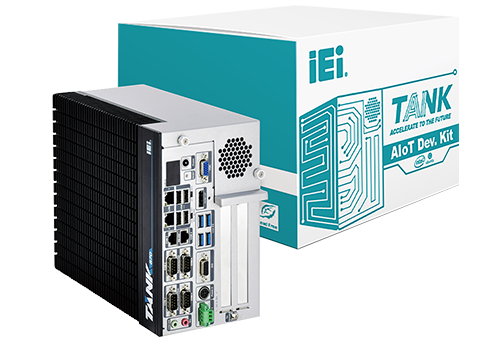 iEi
TANK
ACCELERATE TO THE FUTURE
AIoT Dev. Kit
iEi
TANK